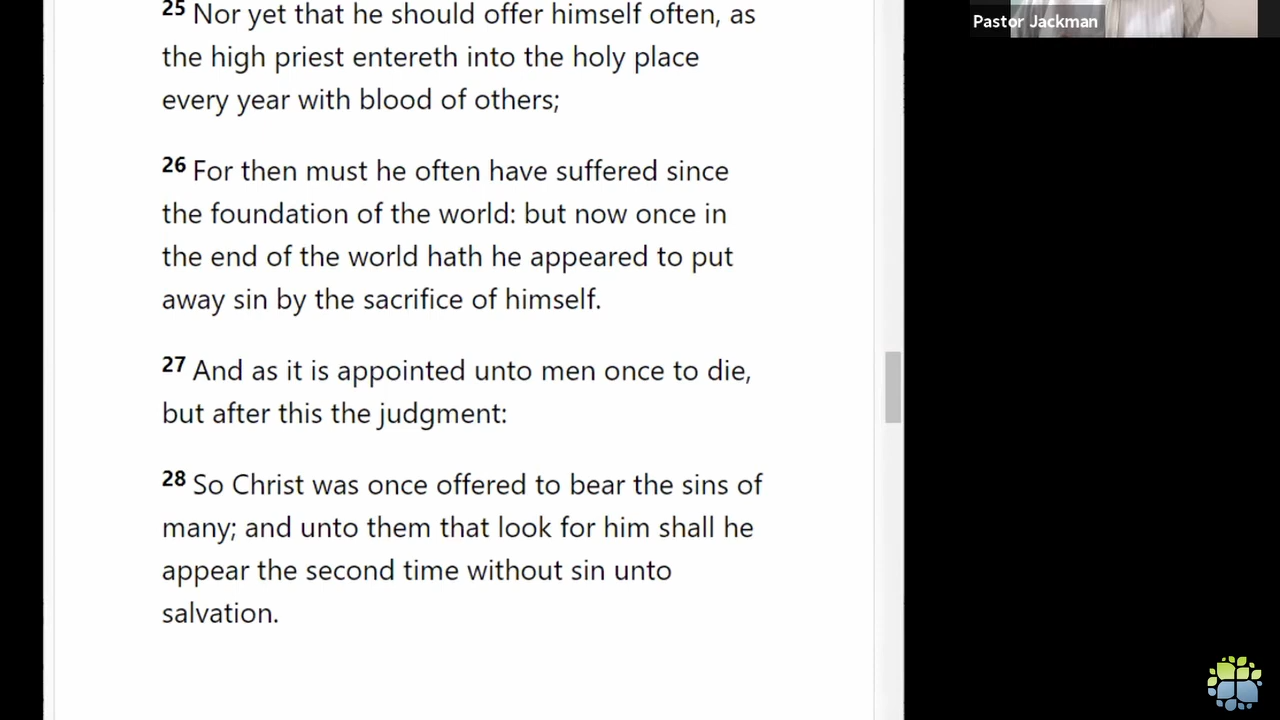 25 Nor yet that he should offer himself often, as
the high priest entereth into the holy place
every year with blood of others;
26 For then must he often have suffered since
the foundation of the world: but now once in
the end of the world hath he appeared to put
away sin by the sacrifice of himself.
27 And as it is appointed unto men once to die,
but after this the judgment:
28 So Christ was once offered to bear the sins of
many; and unto them that look for him shall he
appear the second time without sin unto
salvation.
Pastor Jackman